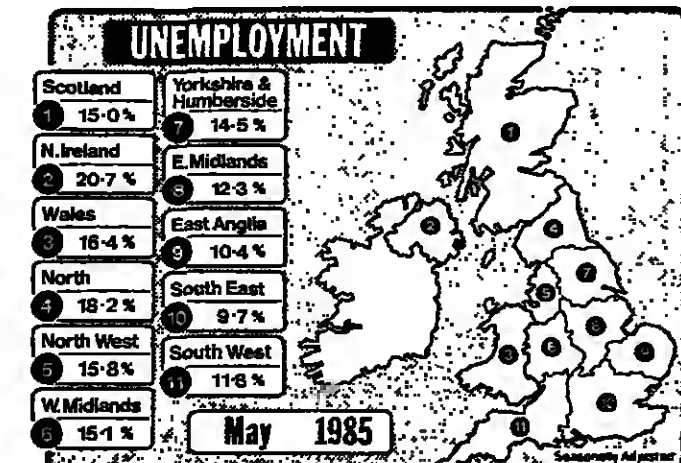 UNEMPLOYMENT
Scotland
1 15·0%
N.Ireland
2 20·7 %
Wales
3 16·4 %
North
4 18·2 %
North West
5 15·8%
W.Midlands
15·1 %
Yorkshire &
Humberside
7 14·5 %
E.Midlands
8 12·3 %
East Anglia
9 10·4 %
South East
10 9·7 %
South West
11
May 1985
1
2
4
7
5
8
3
6
9
10
11
Seasonally Adjusted